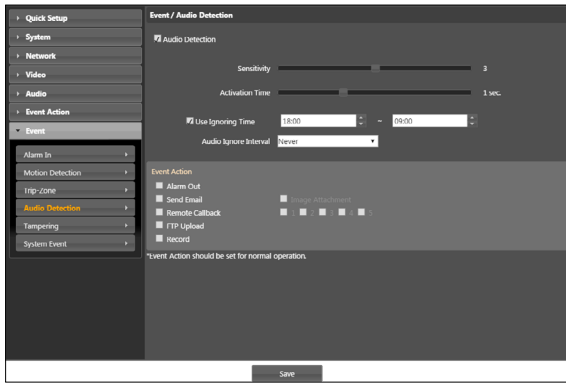 Quick Setup
System
Network
Video
Audio
Event Action
Event
Alarm In
Motion Detection
Trip-Zone
Audio Detection
Tampering
System Event
Event / Audio Detection
Audio Detection
Sensitivity 3
Activation Time 1 sec.
Use Ignoring Time 18:00 ~ 09:00
Audio Ignore Interval Never
Event Action
Alarm Out
Send Email Image Attachment
Remote Callback 1 2 3 4 5
FTP Upload
Record
*Event Action should be set for normal operation.
Save